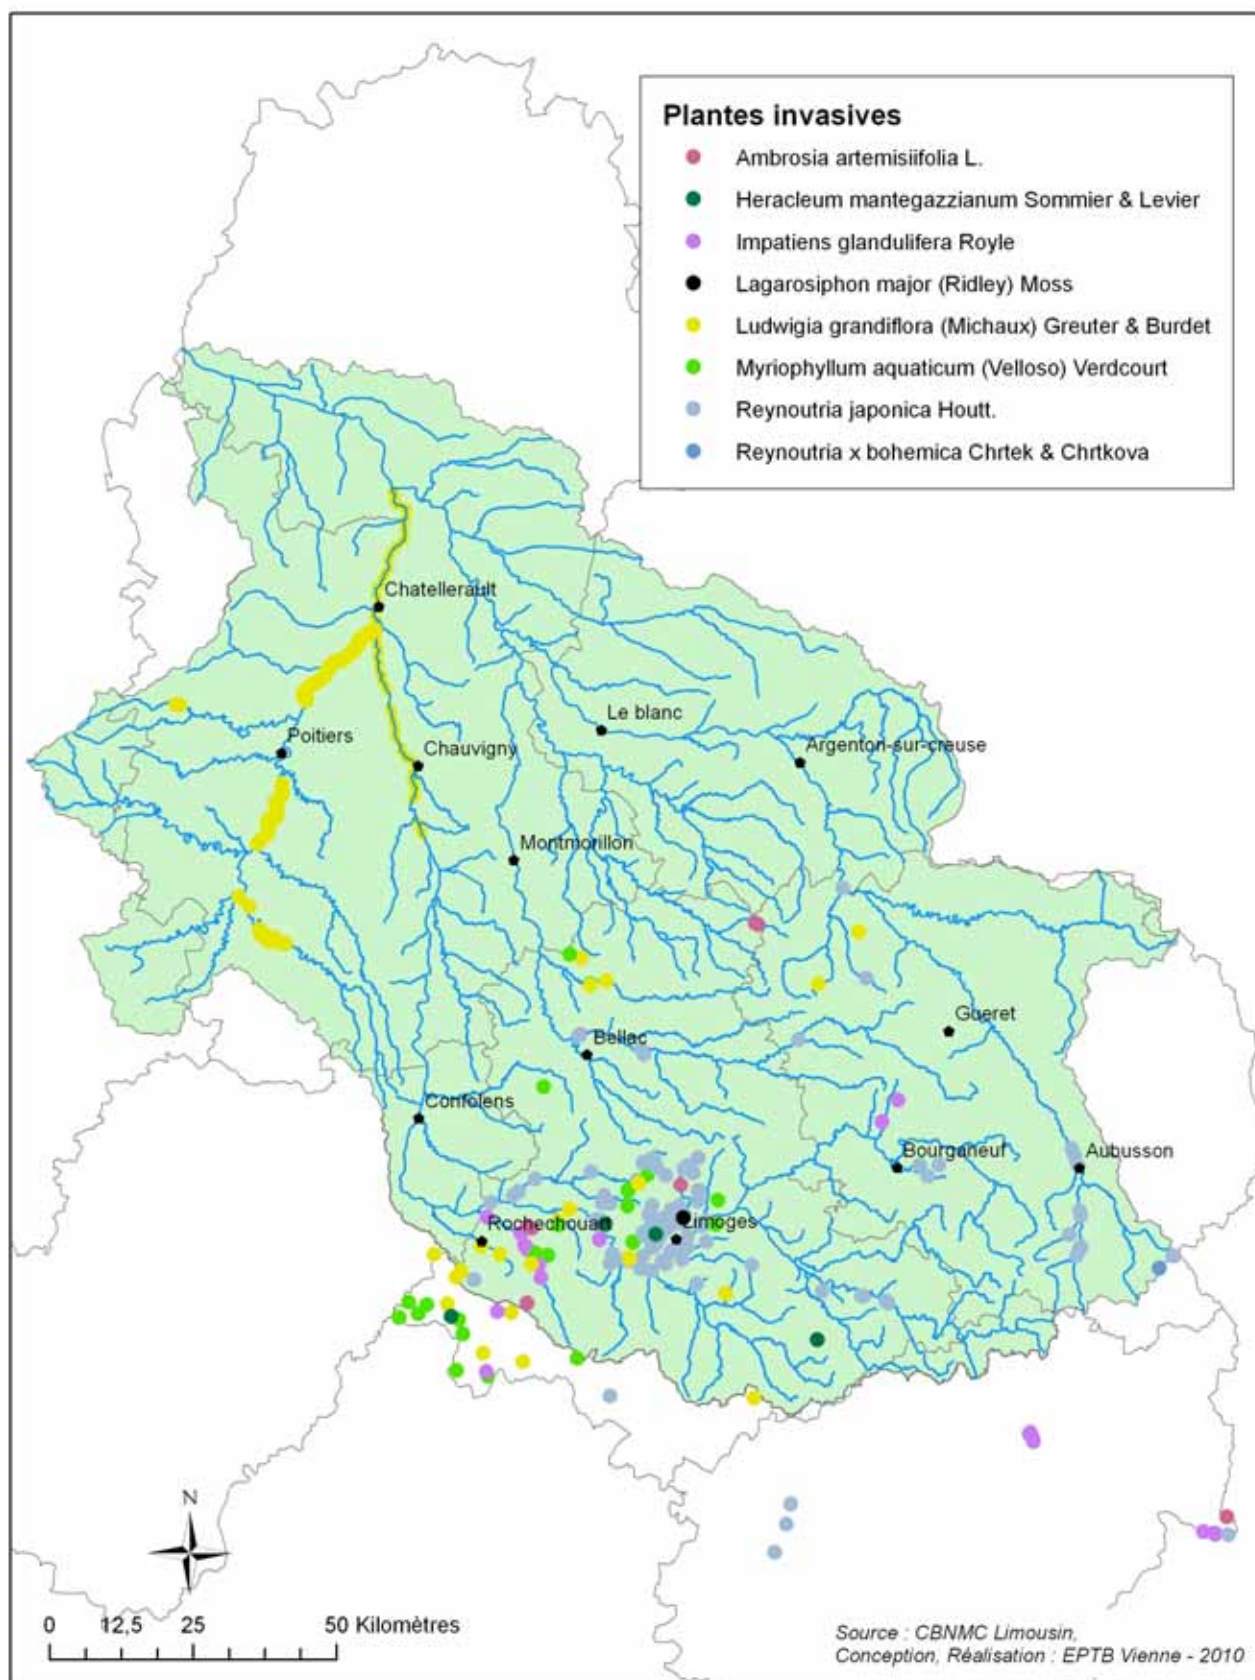 Plantes invasives
Ambrosia artemisiifolia L.
Heracleum mantegazzianum Sommier & Levier
Impatiens glandulifera Royle
Lagarosiphon major (Ridley) Moss
Ludwigia grandiflora (Michaux) Greuter & Burdet
Myriophyllum aquaticum (Velloso) Verdcourt
Reynoutria japonica Houtt.
Reynoutria x bohemica Chrtek & Chrtkova
Chatellerault
Le blanc
Poitiers
Chauvigny
Argenton-sur-creuse
Montmorillon
Gueret
Bellac
Confolens
Bourganeuf
Aubusson
Rochechouart
Limoges
N
0 12,5 25 50 Kilomètres
Source : CBNMC Limousin,
Conception, Réalisation : EPTB Vienne - 2010